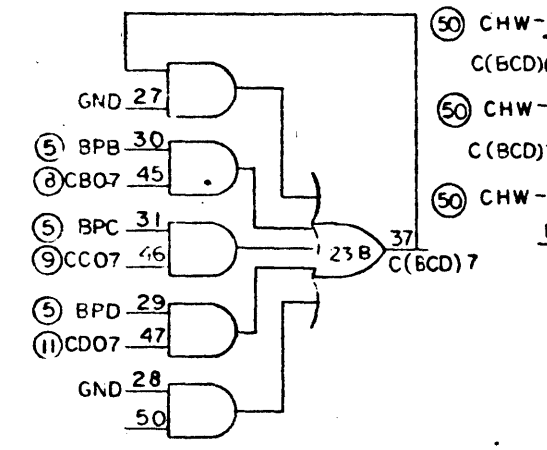 50 CHW-
C(BCD)
GND 27
50 CHW-
5 BPB 30
8 CB07 45
C(BCD)
50 CHW-
5 BPC 31
9 CC07 46
23B
37
C(BCD)7
5 BPD 29
11 CD07 47
GND 28
50